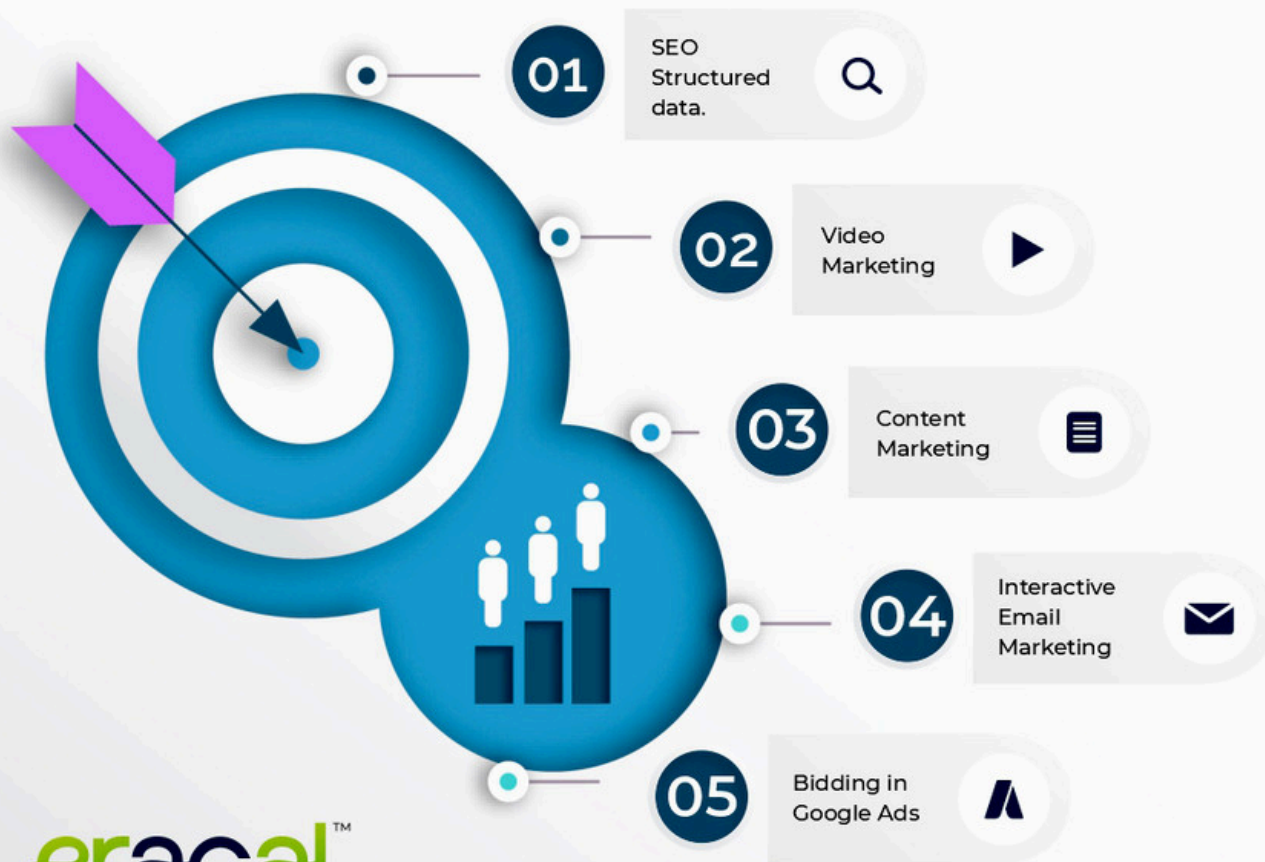 01
SEO
Structured
data.
02
Video
Marketing
03
Content
Marketing
04
Interactive
Email
Marketing
05
Bidding in
Google Ads
™